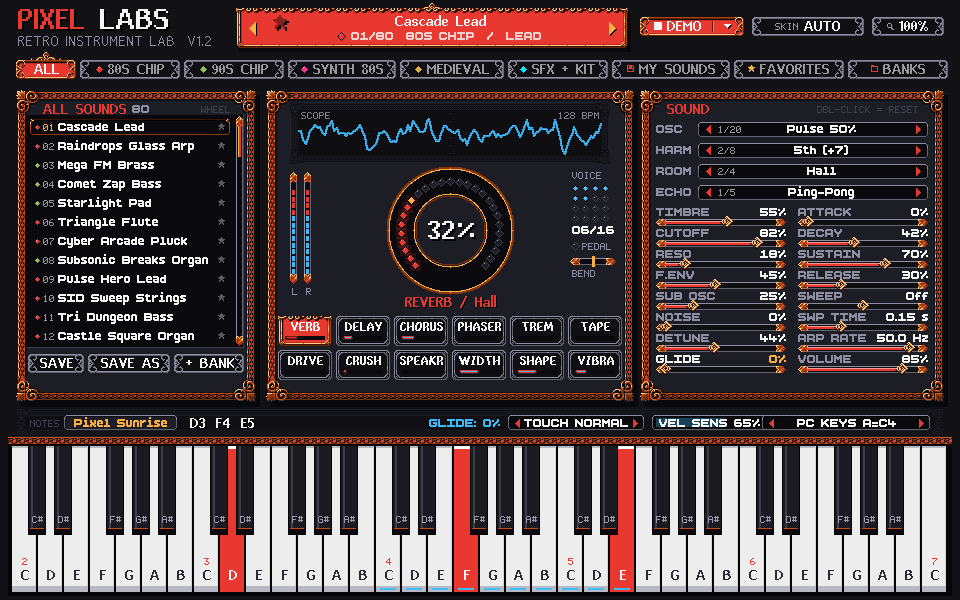 PIXEL LABS
RETRO INSTRUMENT LAB V1.2
Cascade Lead
01/80 80S CHIP / LEAD
DEMO
SKIN AUTO
100%
ALL
80S CHIP
90S CHIP
SYNTH 80S
MEDIEVAL
SFX + KIT
MY SOUNDS
FAVORITES
BANKS
ALL SOUNDS 80 WHEEL
01 Cascade Lead
02 Raindrops Glass Arp
03 Mega FM Brass
04 Comet Zap Bass
05 Starlight Pad
06 Triangle Flute
07 Cyber Arcade Pluck
08 Subsonic Breaks Organ
09 Pulse Hero Lead
10 SID Sweep Strings
11 Tri Dungeon Bass
12 Castle Square Organ
SAVE
SAVE AS
+ BANK
SCOPE 128 BPM
L R
32%
REVERB / Hall
VOICE
06/16
PEDAL
BEND
VERB DELAY CHORUS PHASER TREM TAPE
DRIVE CRUSH SPEAKR WIDTH SHAPE VIBRA
SOUND DBL-CLICK = RESET
OSC 1/20 Pulse 50%
HARM 2/8 5th (+7)
ROOM 2/4 Hall
ECHO 1/5 Ping-Pong
TIMBRE 55% ATTACK 0%
CUTOFF 82% DECAY 42%
RESO 18% SUSTAIN 70%
F.ENV 45% RELEASE 30%
SUB OSC 25% SWEEP Off
NOISE 0% SWP TIME 0.15 s
DETUNE 44% ARP RATE 50.0 Hz
GLIDE 0% VOLUME 85%
NOTES Pixel Sunrise D3 F4 E5
GLIDE: 0%
TOUCH NORMAL
VEL SENS 65%
PC KEYS A=C4
C# D# F# G# A# C# D# F# G# A# C# D# F# G# A# C# D# F# G# A# C# D# F# G# A#
2 3 4 5 6 7
C D E F G A B C D E F G A B C D E F G A B C D E F G A B C D E F G A B C